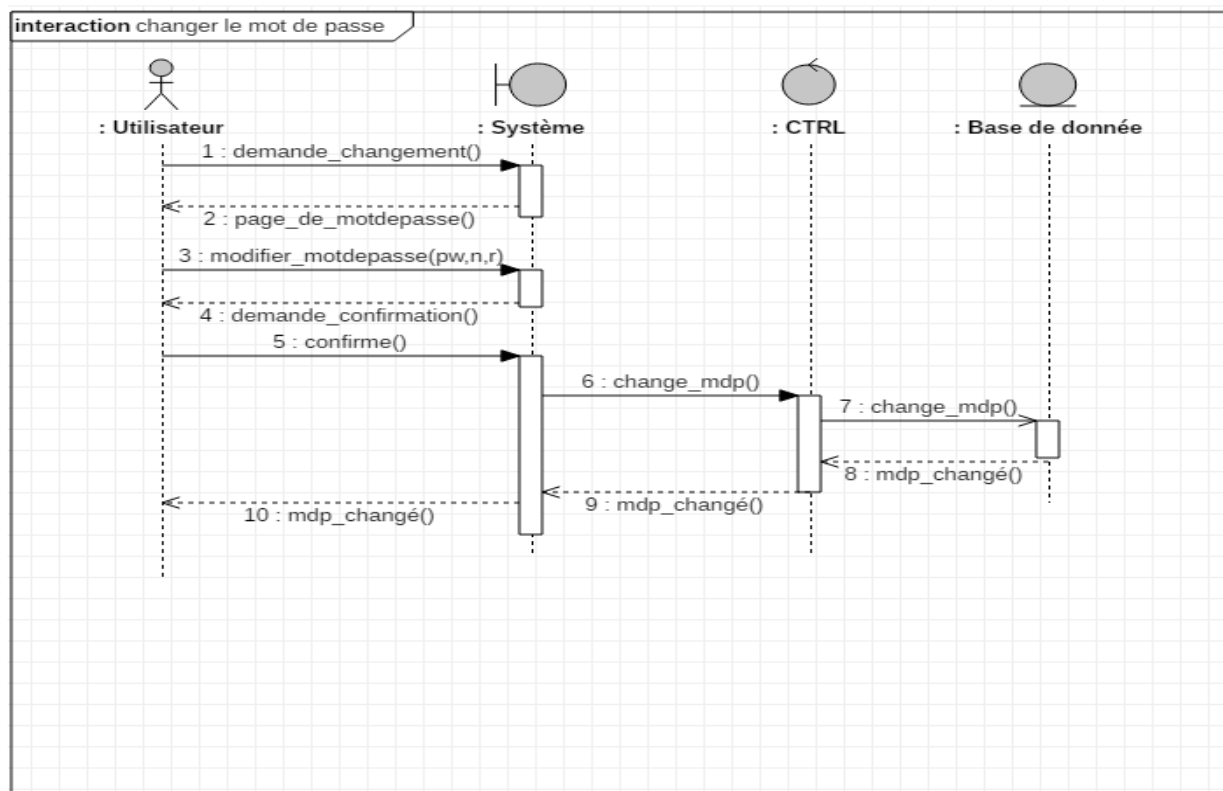 interaction changer le mot de passe
: Utilisateur
: Système
: CTRL
: Base de donnée
1 : demande_changement()
2 : page_de_motdepasse()
3 : modifier_motdepasse(pw,n,r)
4 : demande_confirmation()
5 : confirme()
6 : change_mdp()
7 : change_mdp()
8 : mdp_changé()
9 : mdp_changé()
10 : mdp_changé()